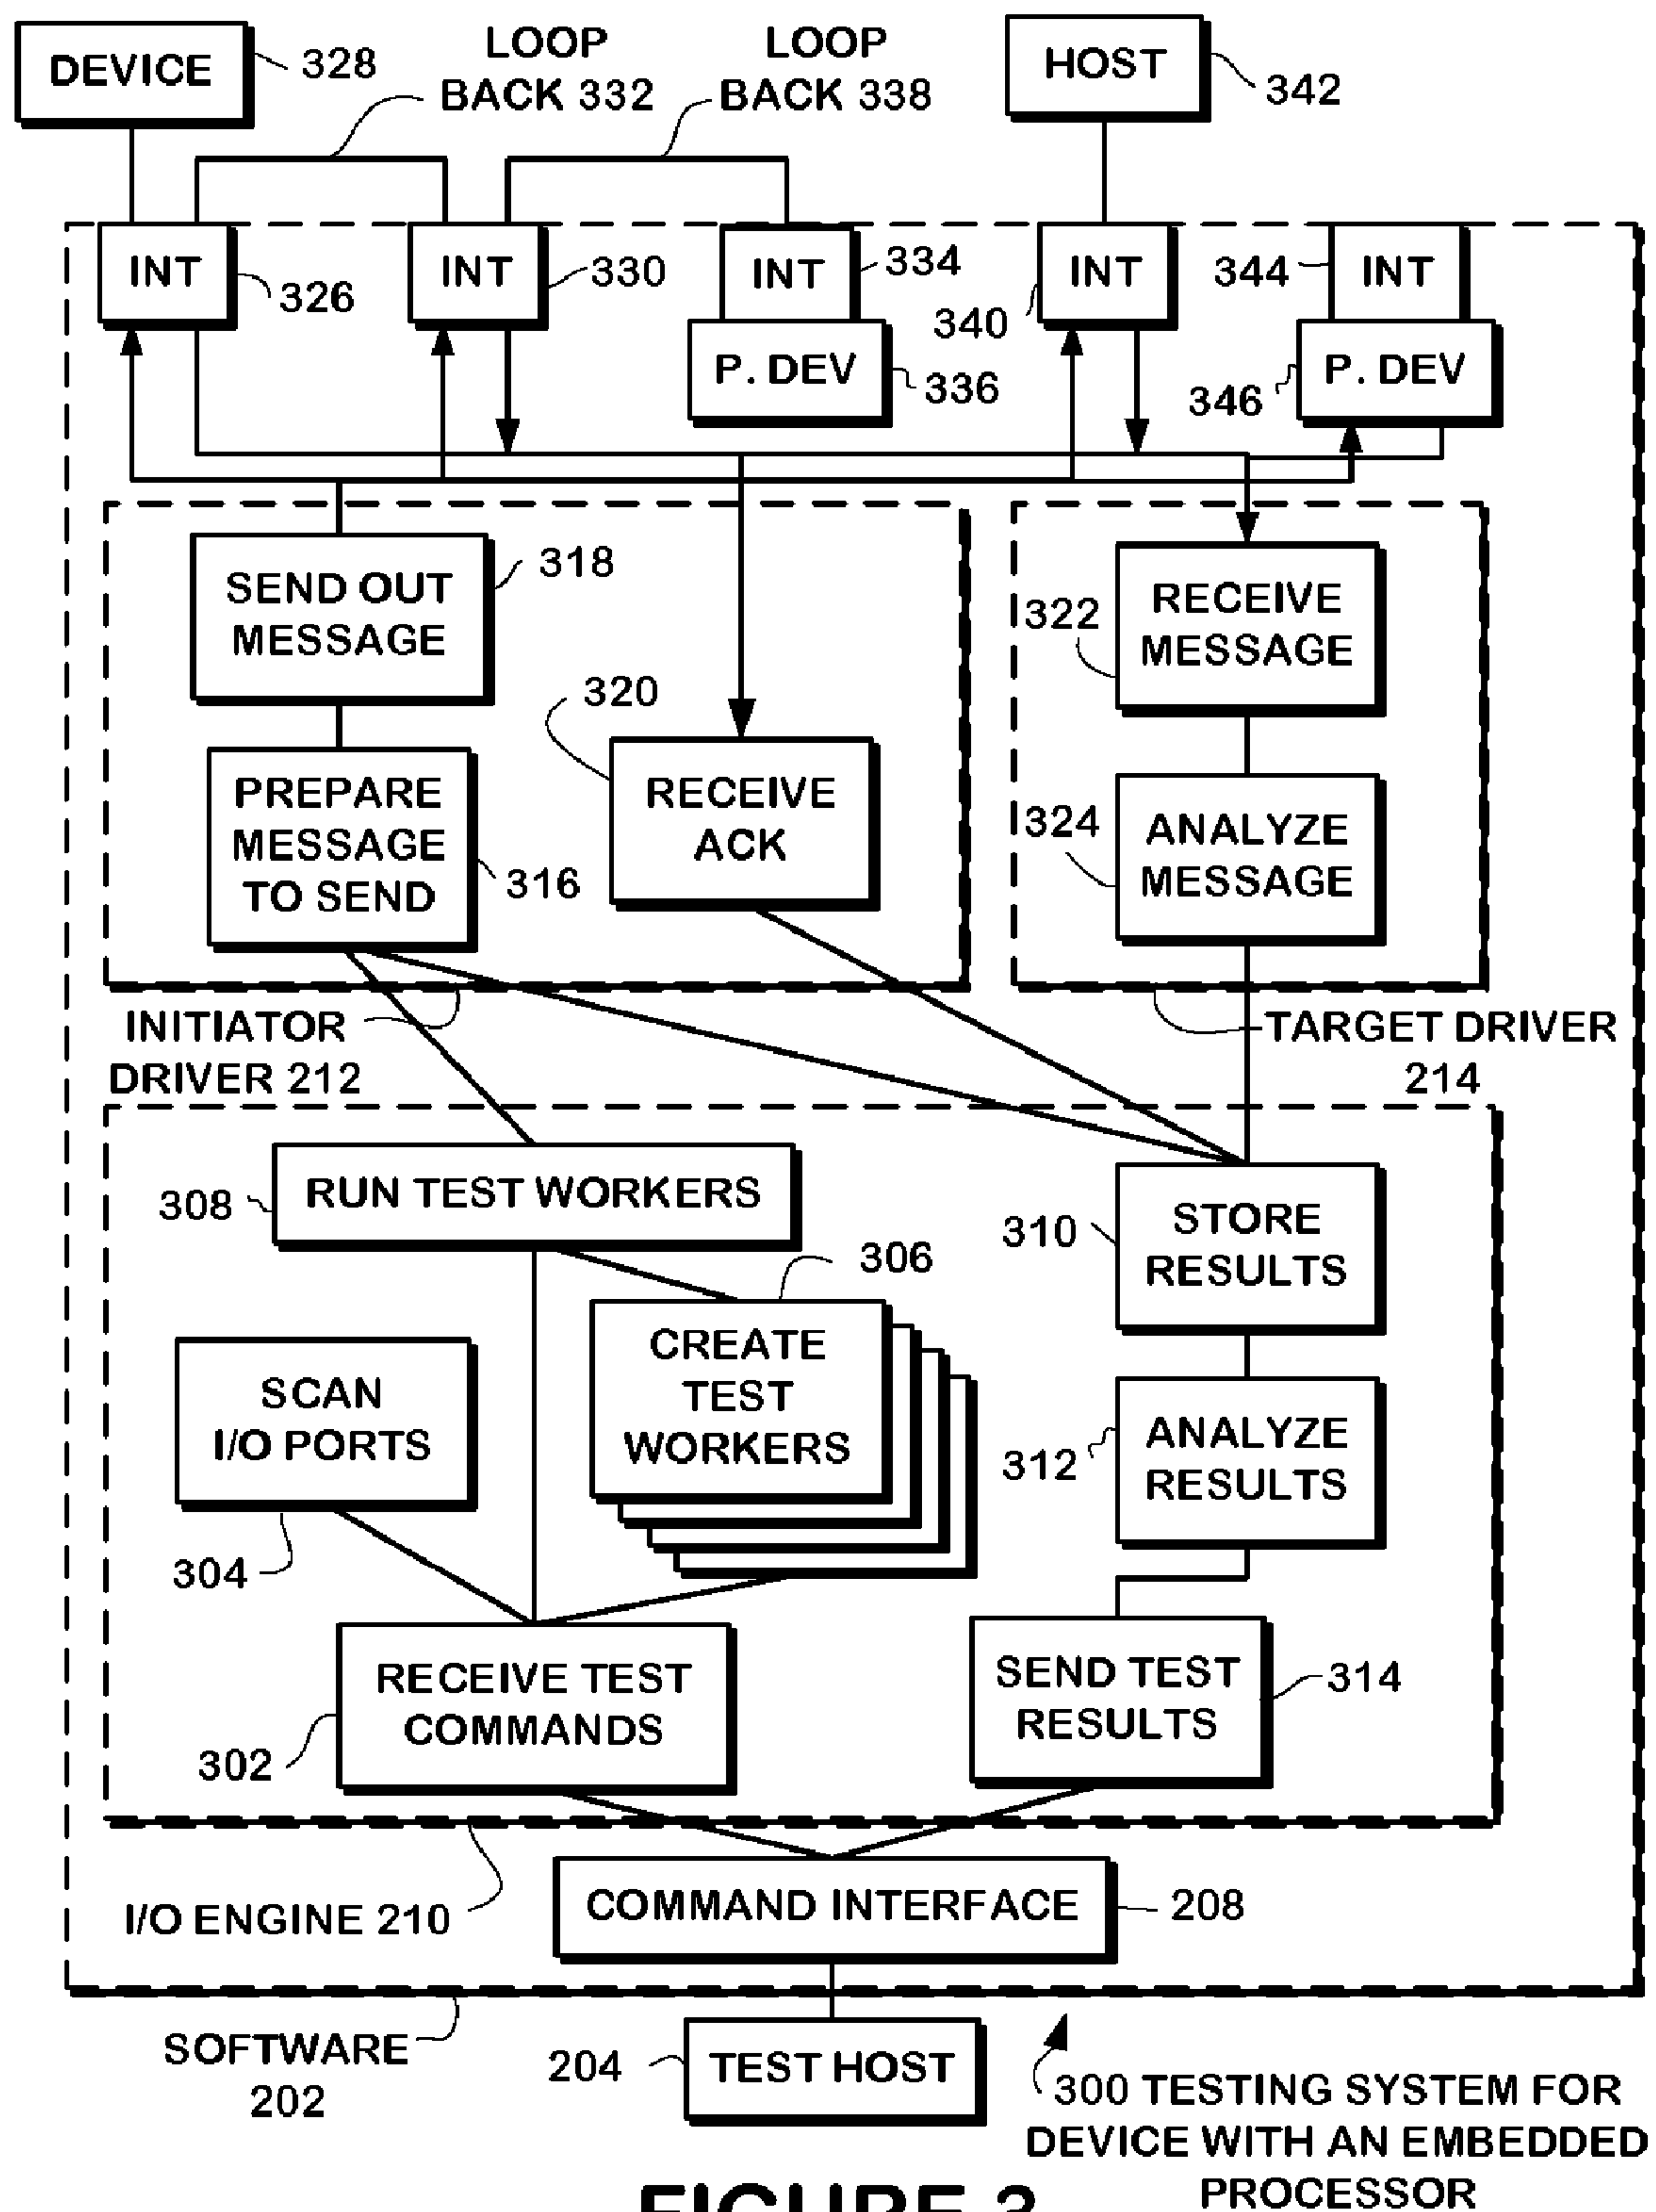 DEVICE
328
LOOP
BACK 332
LOOP
BACK 338
HOST
342
INT
326
INT
330
INT
334
INT
340
344
INT
P. DEV
336
P. DEV
346
SEND OUT
MESSAGE
318
RECEIVE
MESSAGE
322
320
PREPARE
MESSAGE
TO SEND
316
RECEIVE
ACK
324
ANALYZE
MESSAGE
INITIATOR
DRIVER 212
TARGET DRIVER
214
RUN TEST WORKERS
308
306
310
STORE
RESULTS
SCAN
I/O PORTS
304
CREATE
TEST
WORKERS
312
ANALYZE
RESULTS
RECEIVE TEST
COMMANDS
302
SEND TEST
RESULTS
314
I/O ENGINE 210
COMMAND INTERFACE
208
SOFTWARE
202
204
TEST HOST
300 TESTING SYSTEM FOR
DEVICE WITH AN EMBEDDED
PROCESSOR
FIGURE 3